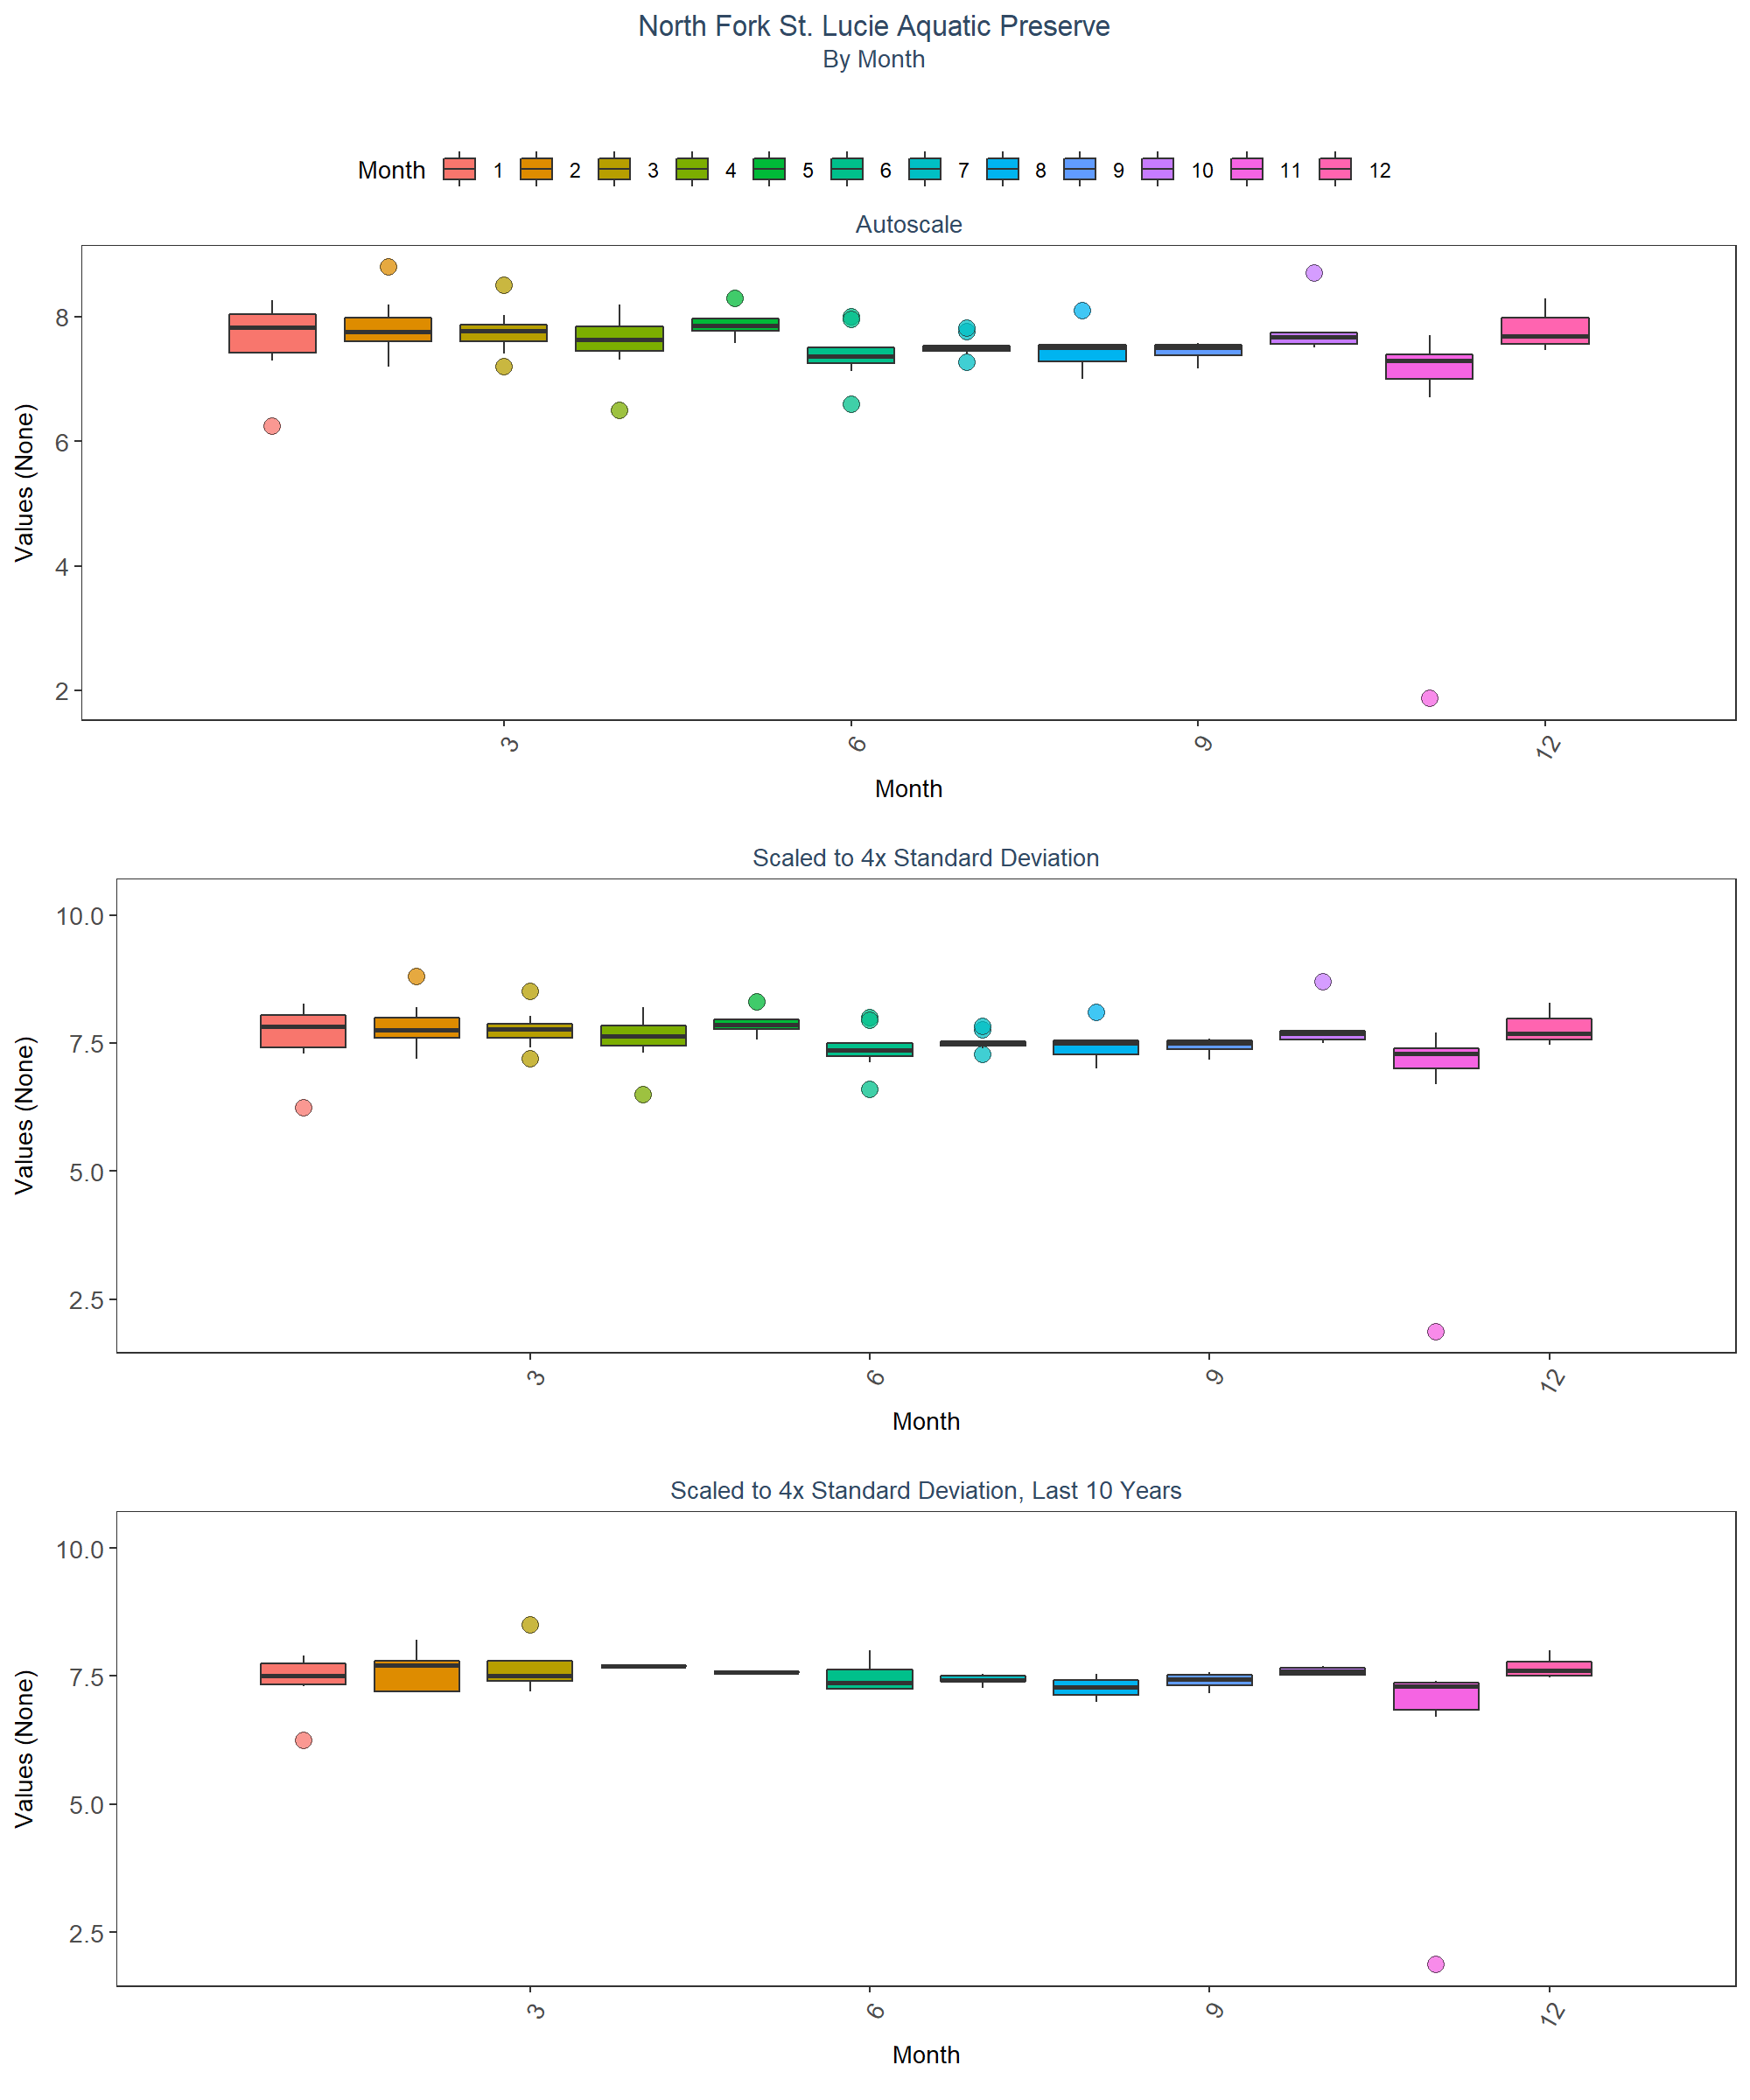 North Fork St. Lucie Aquatic Preserve
By Month
Month 1 2 3 4 5 6 7 8 9 10 11 12
Autoscale
Values (None)
8
6
4
2
3 6 9 12
Month
Scaled to 4x Standard Deviation
Values (None)
10.0
7.5
5.0
2.5
3 6 9 12
Month
Scaled to 4x Standard Deviation, Last 10 Years
Values (None)
10.0
7.5
5.0
2.5
3 6 9 12
Month